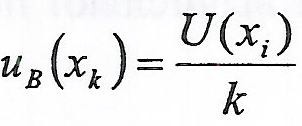 u_B(x_k) = U(x_i) / k